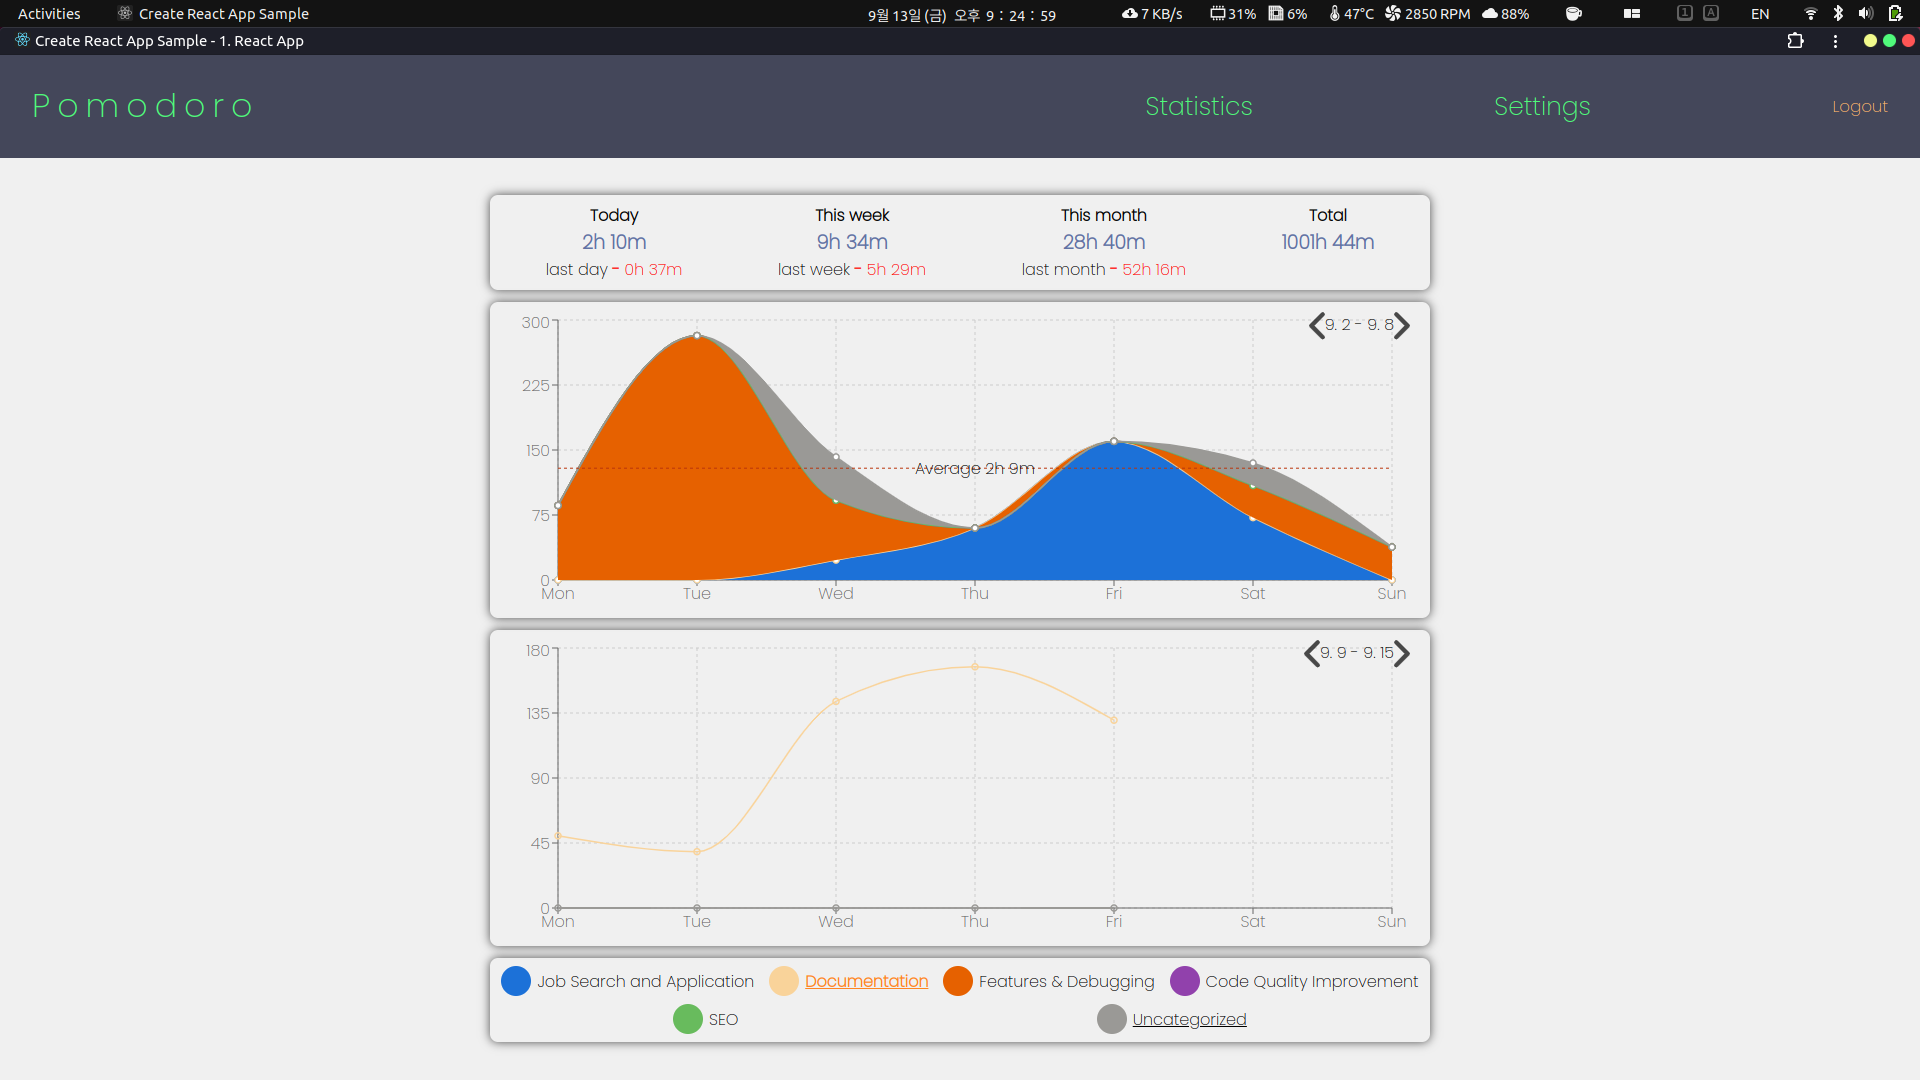 Activities Create React App Sample 9월 13일 (금) 오후 9 : 24 : 59 7 KB/s 31% 6% 47°C 2850 RPM 88% 1 A EN
Create React App Sample - 1. React App
Pomodoro Statistics Settings Logout
Today This week This month Total
2h 10m 9h 34m 28h 40m 1001h 44m
last day - 0h 37m last week - 5h 29m last month - 52h 16m
300 9. 2 - 9. 8
225
150
Average 2h 9m
75
0
Mon Tue Wed Thu Fri Sat Sun
180 9. 9 - 9. 15
135
90
45
0
Mon Tue Wed Thu Fri Sat Sun
Job Search and Application Documentation Features & Debugging Code Quality Improvement
SEO Uncategorized